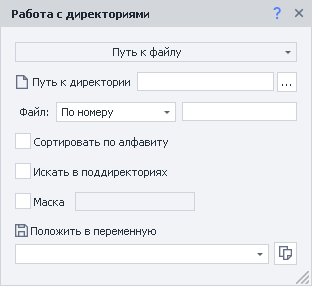 Работа с директориями ? ×
Путь к файлу
Путь к директории ...
Файл: По номеру
Сортировать по алфавиту
Искать в поддиректориях
Маска
Положить в переменную